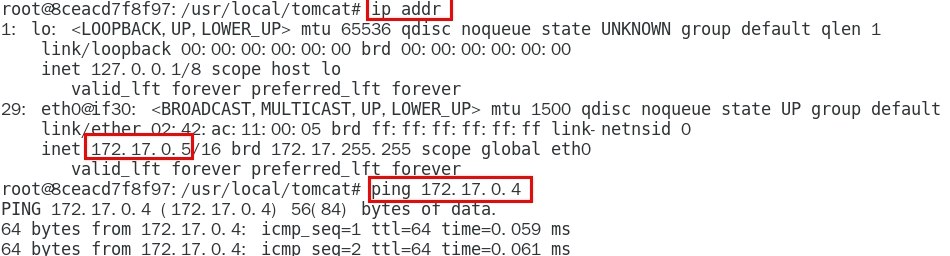 root@8ceacd7f8f97:/usr/local/tomcat# ip addr
1: lo: <LOOPBACK,UP,LOWER_UP> mtu 65536 qdisc noqueue state UNKNOWN group default qlen 1
link/loopback 00:00:00:00:00:00 brd 00:00:00:00:00:00
inet 127.0.0.1/8 scope host lo
valid_lft forever preferred_lft forever
29: eth0@if30: <BROADCAST,MULTICAST,UP,LOWER_UP> mtu 1500 qdisc noqueue state UP group default
link/ether 02:42:ac:11:00:05 brd ff:ff:ff:ff:ff:ff link-netnsid 0
inet 172.17.0.5/16 brd 172.17.255.255 scope global eth0
valid_lft forever preferred_lft forever
root@8ceacd7f8f97:/usr/local/tomcat# ping 172.17.0.4
PING 172.17.0.4 (172.17.0.4) 56(84) bytes of data.
64 bytes from 172.17.0.4: icmp_seq=1 ttl=64 time=0.059 ms
64 bytes from 172.17.0.4: icmp_seq=2 ttl=64 time=0.061 ms